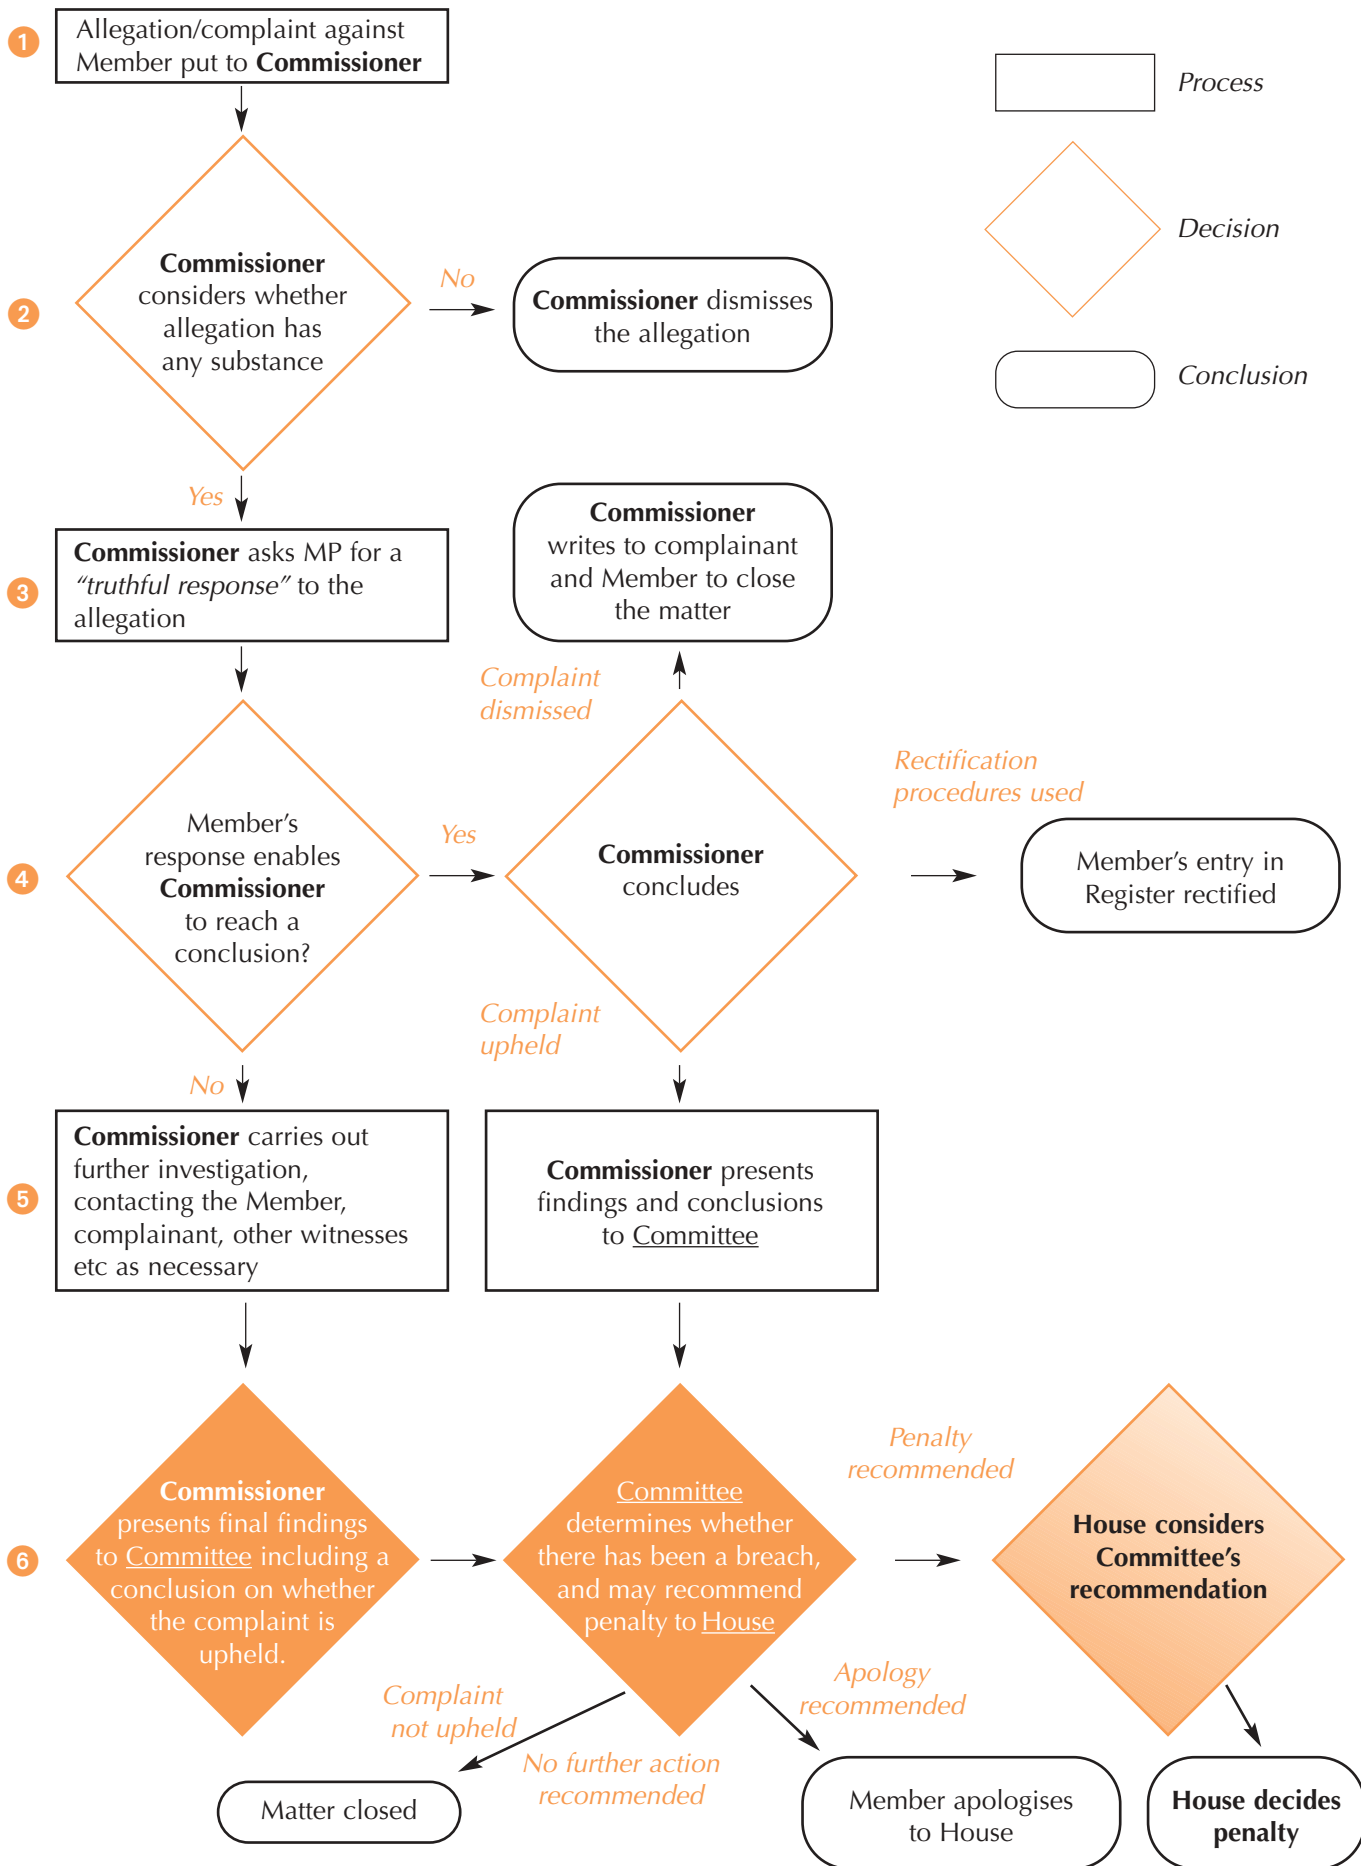 1
Allegation/complaint against
Member put to Commissioner
Process
Decision
Conclusion
2
Commissioner
considers whether
allegation has
any substance
No
Commissioner dismisses
the allegation
Yes
3
Commissioner asks MP for a
“truthful response” to the
allegation
Commissioner
writes to complainant
and Member to close
the matter
Complaint
dismissed
4
Member’s
response enables
Commissioner
to reach a
conclusion?
Yes
Commissioner
concludes
Rectification
procedures used
Member’s entry in
Register rectified
Complaint
upheld
No
5
Commissioner carries out
further investigation,
contacting the Member,
complainant, other witnesses
etc as necessary
Commissioner presents
findings and conclusions
to Committee
6
Commissioner
presents final findings
to Committee including a
conclusion on whether
the complaint is
upheld.
Committee
determines whether
there has been a breach,
and may recommend
penalty to House
Penalty
recommended
House considers
Committee’s
recommendation
Complaint
not upheld
No further action
recommended
Apology
recommended
Matter closed
Member apologises
to House
House decides
penalty